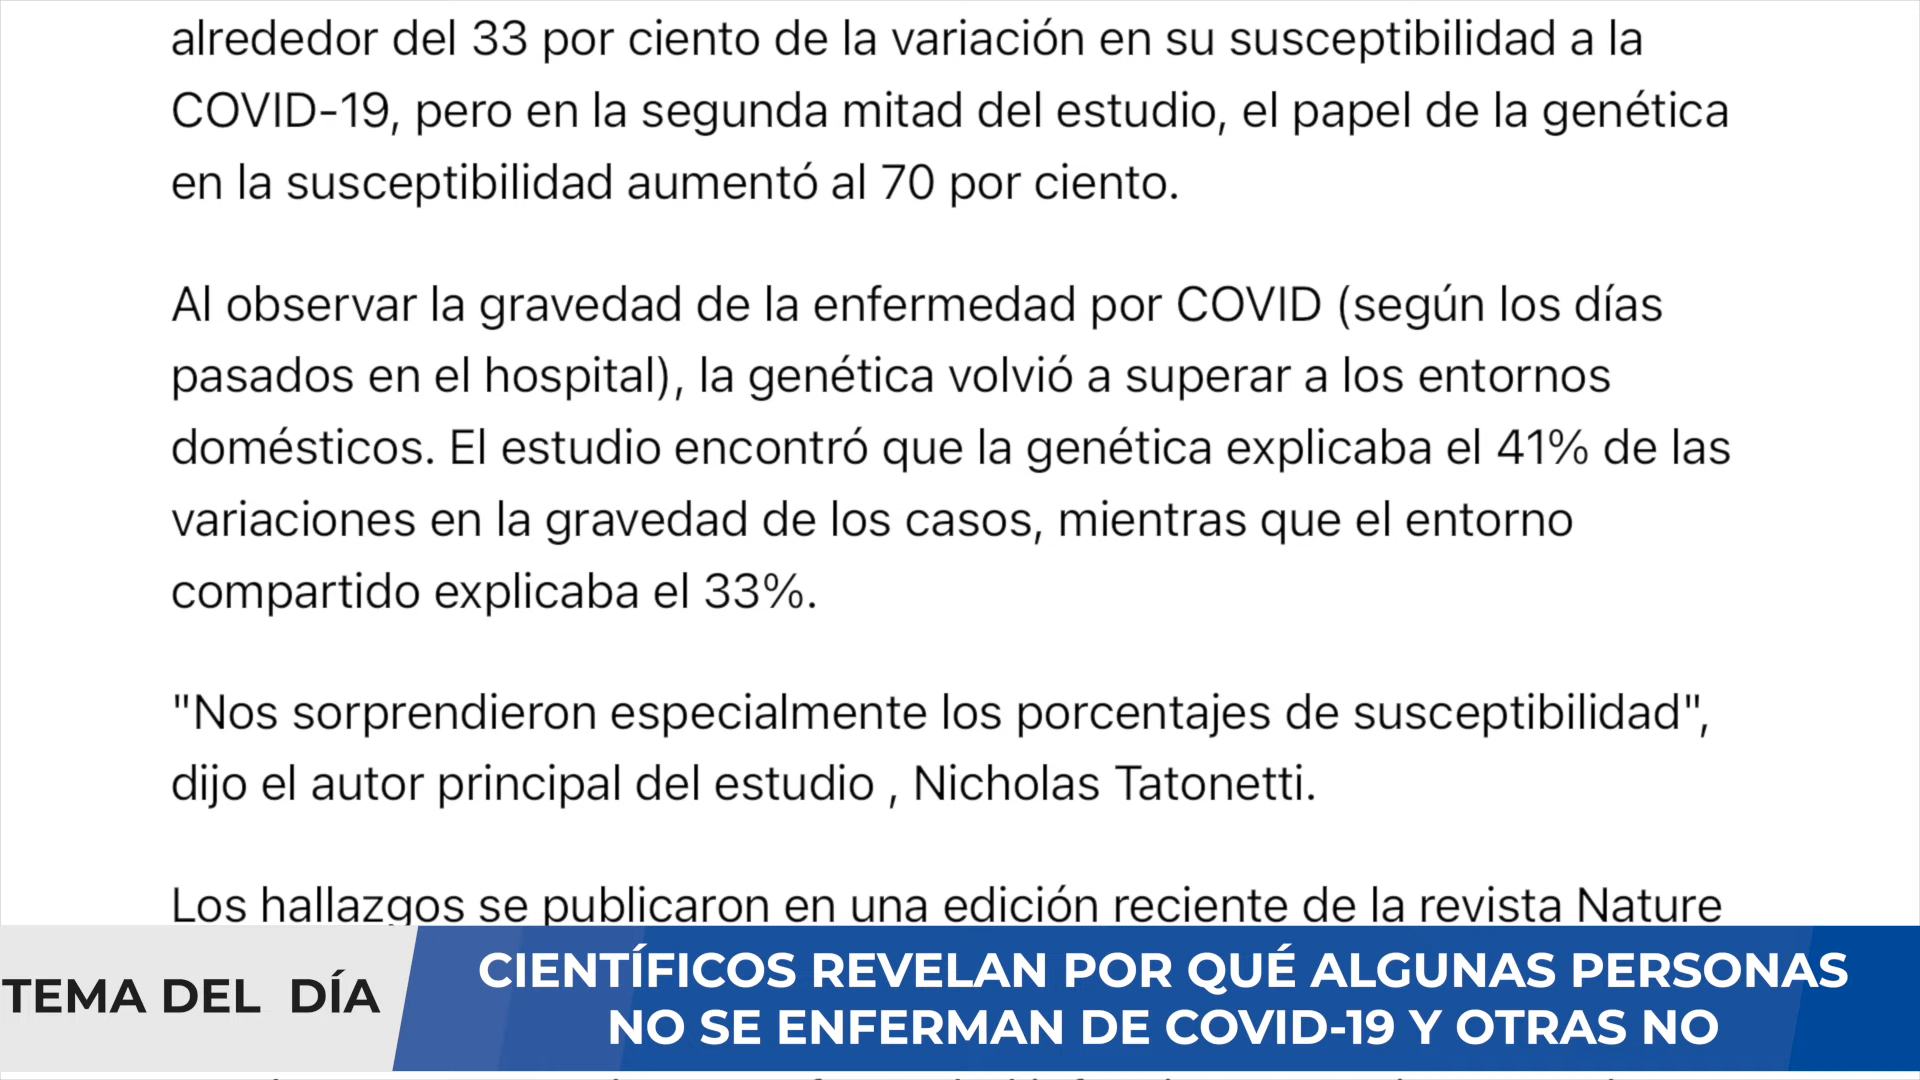 alrededor del 33 por ciento de la variación en su susceptibilidad a la
COVID-19, pero en la segunda mitad del estudio, el papel de la genética
en la susceptibilidad aumentó al 70 por ciento.
Al observar la gravedad de la enfermedad por COVID (según los días
pasados en el hospital), la genética volvió a superar a los entornos
domésticos. El estudio encontró que la genética explicaba el 41% de las
variaciones en la gravedad de los casos, mientras que el entorno
compartido explicaba el 33%.
"Nos sorprendieron especialmente los porcentajes de susceptibilidad",
dijo el autor principal del estudio , Nicholas Tatonetti.
Los hallazgos se publicaron en una edición reciente de la revista Nature
TEMA DEL DÍA
CIENTÍFICOS REVELAN POR QUÉ ALGUNAS PERSONAS
NO SE ENFERMAN DE COVID-19 Y OTRAS NO